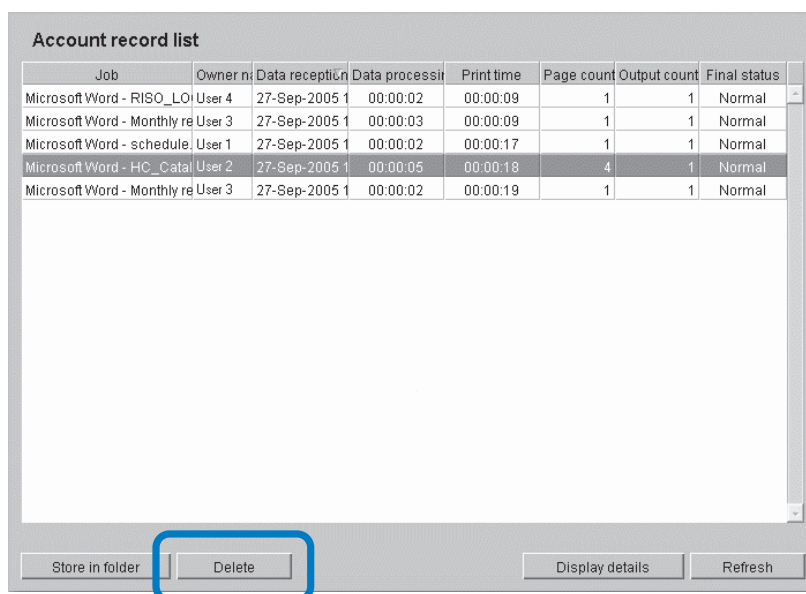 Account record list
Job Owner na Data reception Data processin Print time Page count Output count Final status
Microsoft Word - RISO_LO User 4 27-Sep-2005 1 00:00:02 00:00:09 1 1 Normal
Microsoft Word - Monthly re User 3 27-Sep-2005 1 00:00:03 00:00:09 1 1 Normal
Microsoft Word - schedule. User 1 27-Sep-2005 1 00:00:02 00:00:17 1 1 Normal
Microsoft Word - HC_Catal User 2 27-Sep-2005 1 00:00:05 00:00:18 4 1 Normal
Microsoft Word - Monthly re User 3 27-Sep-2005 1 00:00:02 00:00:19 1 1 Normal
Store in folder Delete Display details Refresh